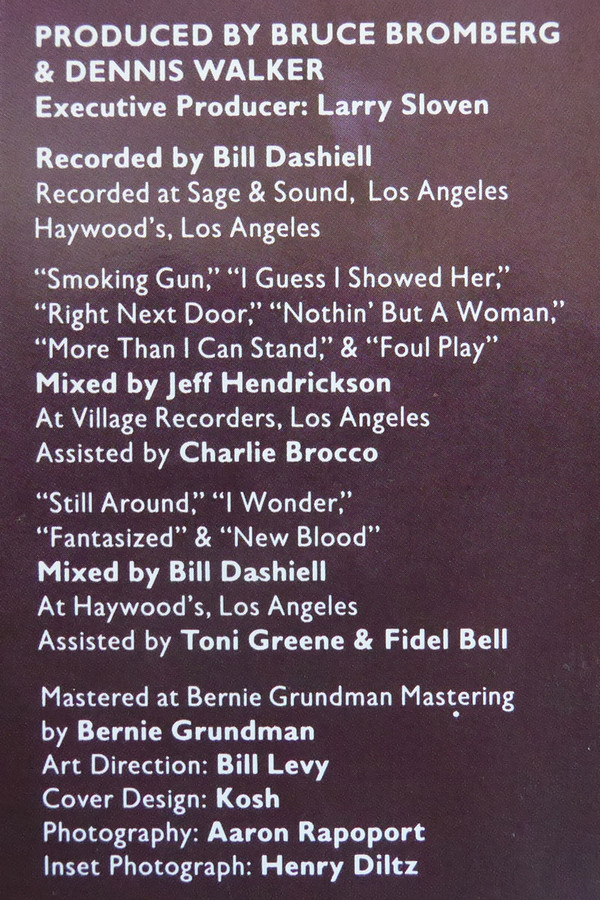 PRODUCED BY BRUCE BROMBERG
& DENNIS WALKER
Executive Producer: Larry Sloven
Recorded by Bill Dashiell
Recorded at Sage & Sound, Los Angeles
Haywood's, Los Angeles
“Smoking Gun,” “I Guess I Showed Her,”
“Right Next Door,” “Nothin' But A Woman,”
“More Than I Can Stand,” & “Foul Play”
Mixed by Jeff Hendrickson
At Village Recorders, Los Angeles
Assisted by Charlie Brocco
“Still Around,” “I Wonder,”
“Fantasized” & “New Blood”
Mixed by Bill Dashiell
At Haywood's, Los Angeles
Assisted by Toni Greene & Fidel Bell
Mastered at Bernie Grundman Mastering
by Bernie Grundman
Art Direction: Bill Levy
Cover Design: Kosh
Photography: Aaron Rapoport
Inset Photograph: Henry Diltz